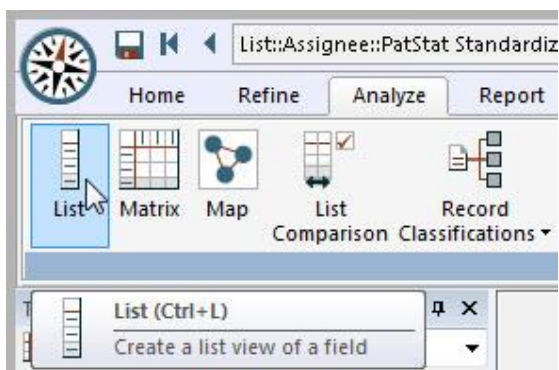 List::Assignee::PatStat Standardiz
Home Refine Analyze Report
List Matrix Map List Comparison Record Classifications
List (Ctrl+L)
Create a list view of a field